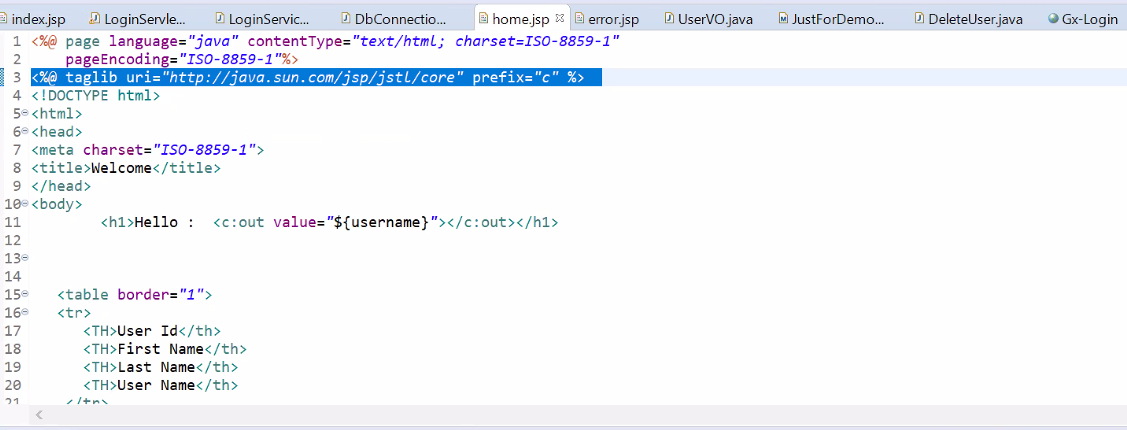 index.jsp LoginServle... LoginServic... DbConnectio... home.jsp error.jsp UserVO.java JustForDemo... DeleteUser.java Gx-Login
1 <%@ page language="java" contentType="text/html; charset=ISO-8859-1"
2 pageEncoding="ISO-8859-1"%>
3 <%@ taglib uri="http://java.sun.com/jsp/jstl/core" prefix="c" %>
4 <!DOCTYPE html>
5 <html>
6 <head>
7 <meta charset="ISO-8859-1">
8 <title>Welcome</title>
9 </head>
10 <body>
11 <h1>Hello : <c:out value="${username}"></c:out></h1>
12
13
14
15 <table border="1">
16 <tr>
17 <TH>User Id</th>
18 <TH>First Name</th>
19 <TH>Last Name</th>
20 <TH>User Name</th>
21 </tr>